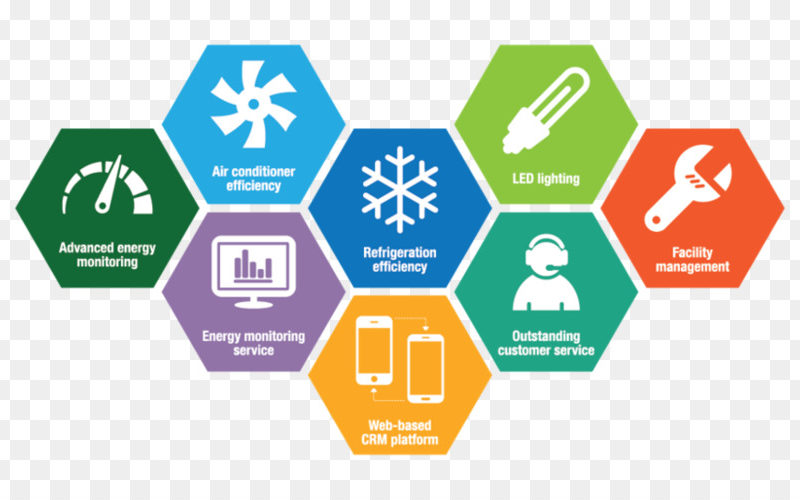 Air conditioner
efficiency
LED lighting
Advanced energy
monitoring
Refrigeration
efficiency
Facility
management
Energy monitoring
service
Outstanding
customer service
Web-based
CRM platform